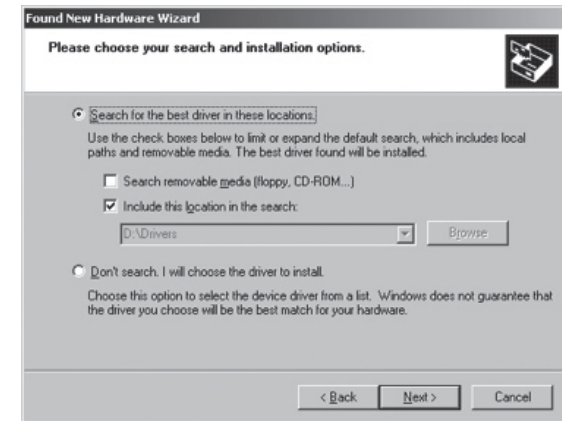 Found New Hardware Wizard
Please choose your search and installation options.
Search for the best driver in these locations.
Use the check boxes below to limit or expand the default search, which includes local
paths and removable media. The best driver found will be installed.
Search removable media (floppy, CD-ROM...)
Include this location in the search:
D:\Drivers
Browse
Don't search. I will choose the driver to install.
Choose this option to select the device driver from a list. Windows does not guarantee that
the driver you choose will be the best match for your hardware.
< Back Next > Cancel